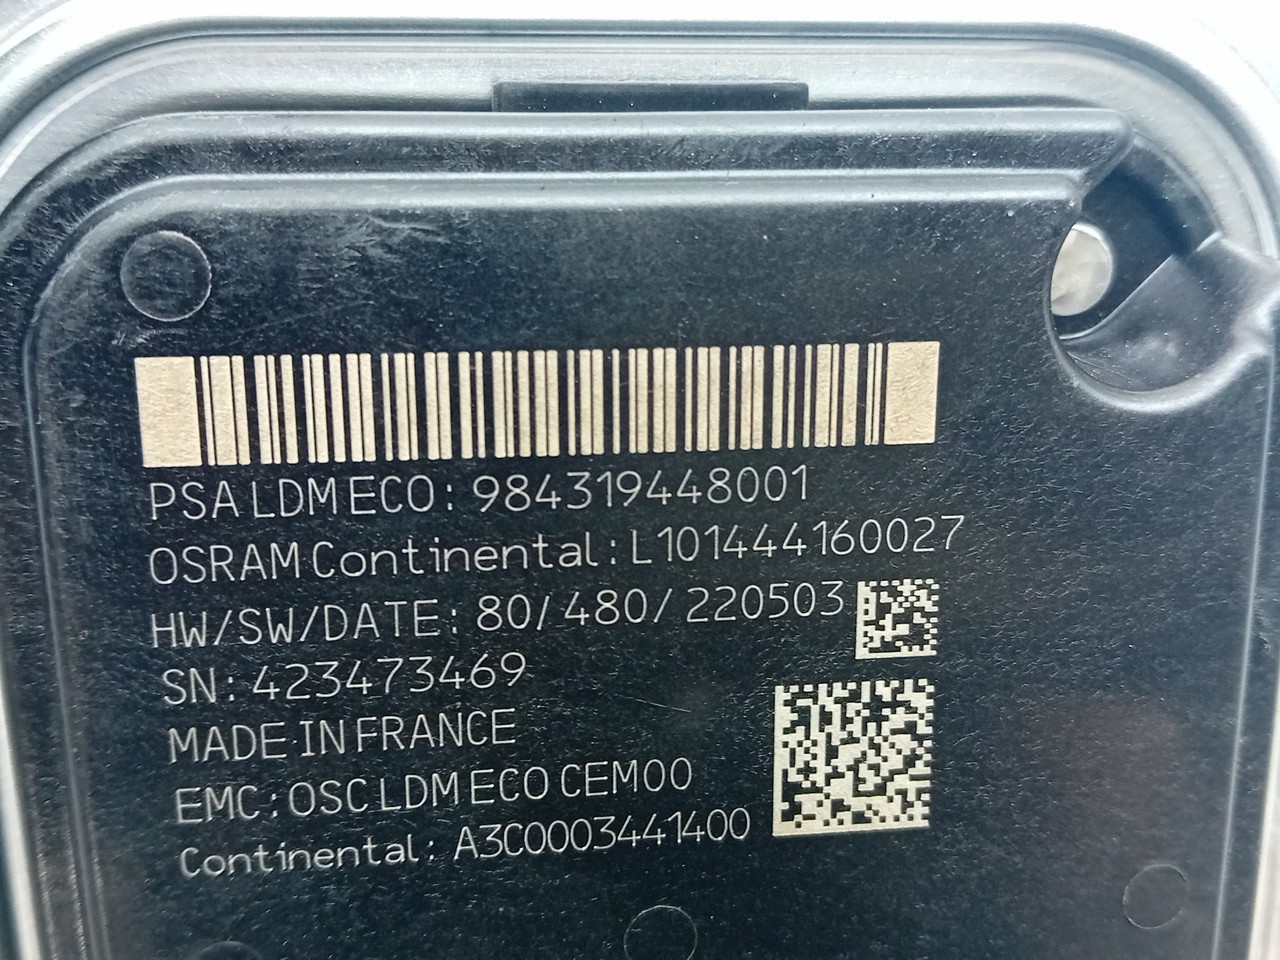 PSA LDM ECO: 984319448001
OSRAM Continental: L101444160027
HW/SW/DATE: 80/480/220503
SN: 423473469
MADE IN FRANCE
EMC: OSC LDM ECO CEM00
Continental: A3C0003441400